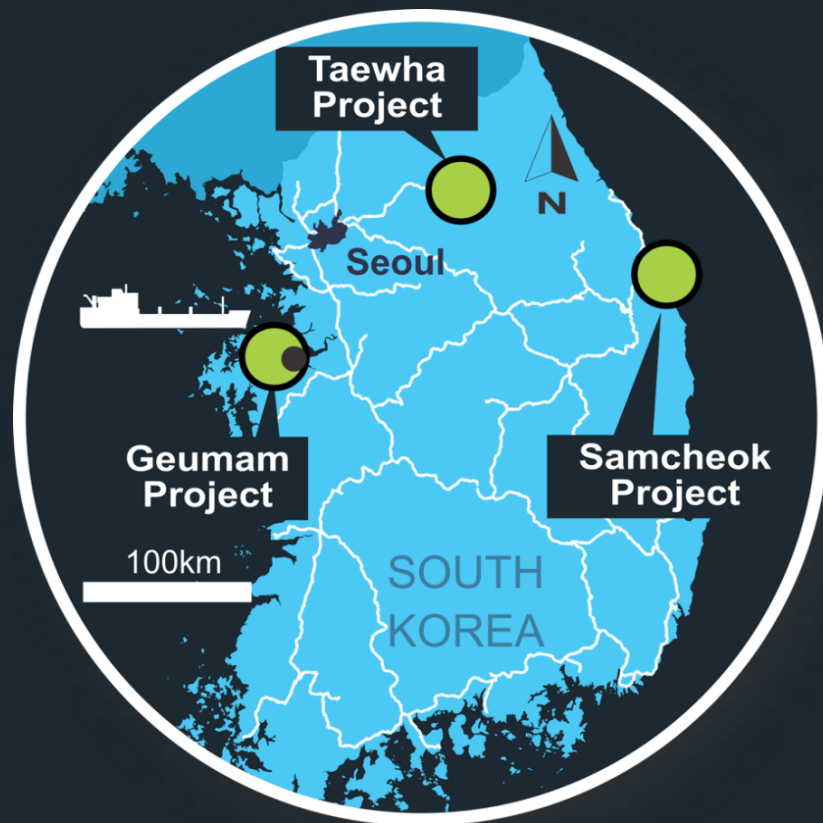 Taewha
Project
N
Seoul
Geumam
Project
Samcheok
Project
100km
SOUTH
KOREA